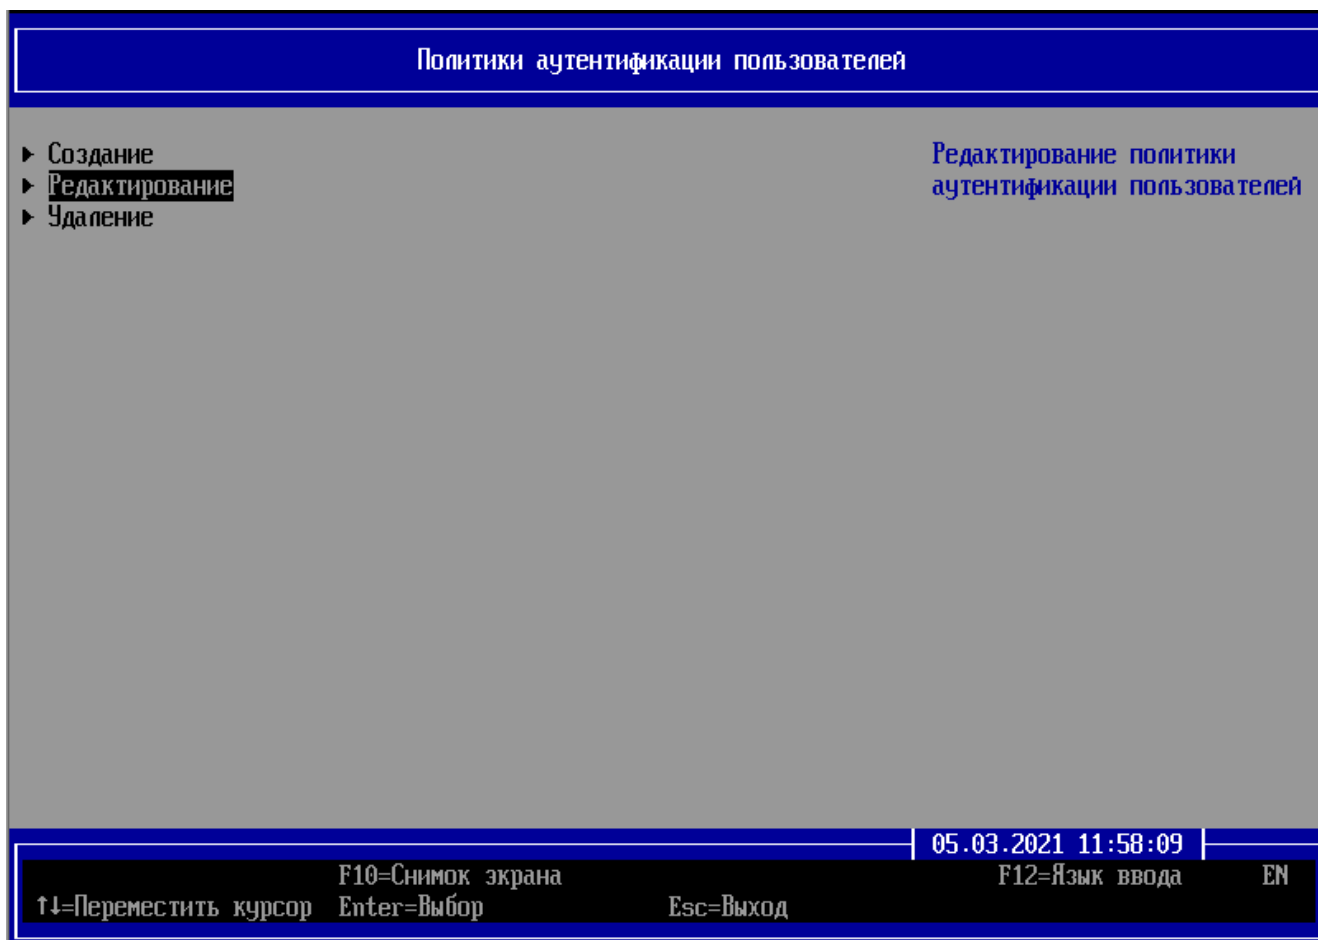 Политики аутентификации пользователей
▶ Создание
▶ Редактирование
▶ Удаление
Редактирование политики
аутентификации пользователей
05.03.2021 11:58:09
F10=Снимок экрана F12=Язык ввода EN
↑↓=Переместить курсор Enter=Выбор Esc=Выход